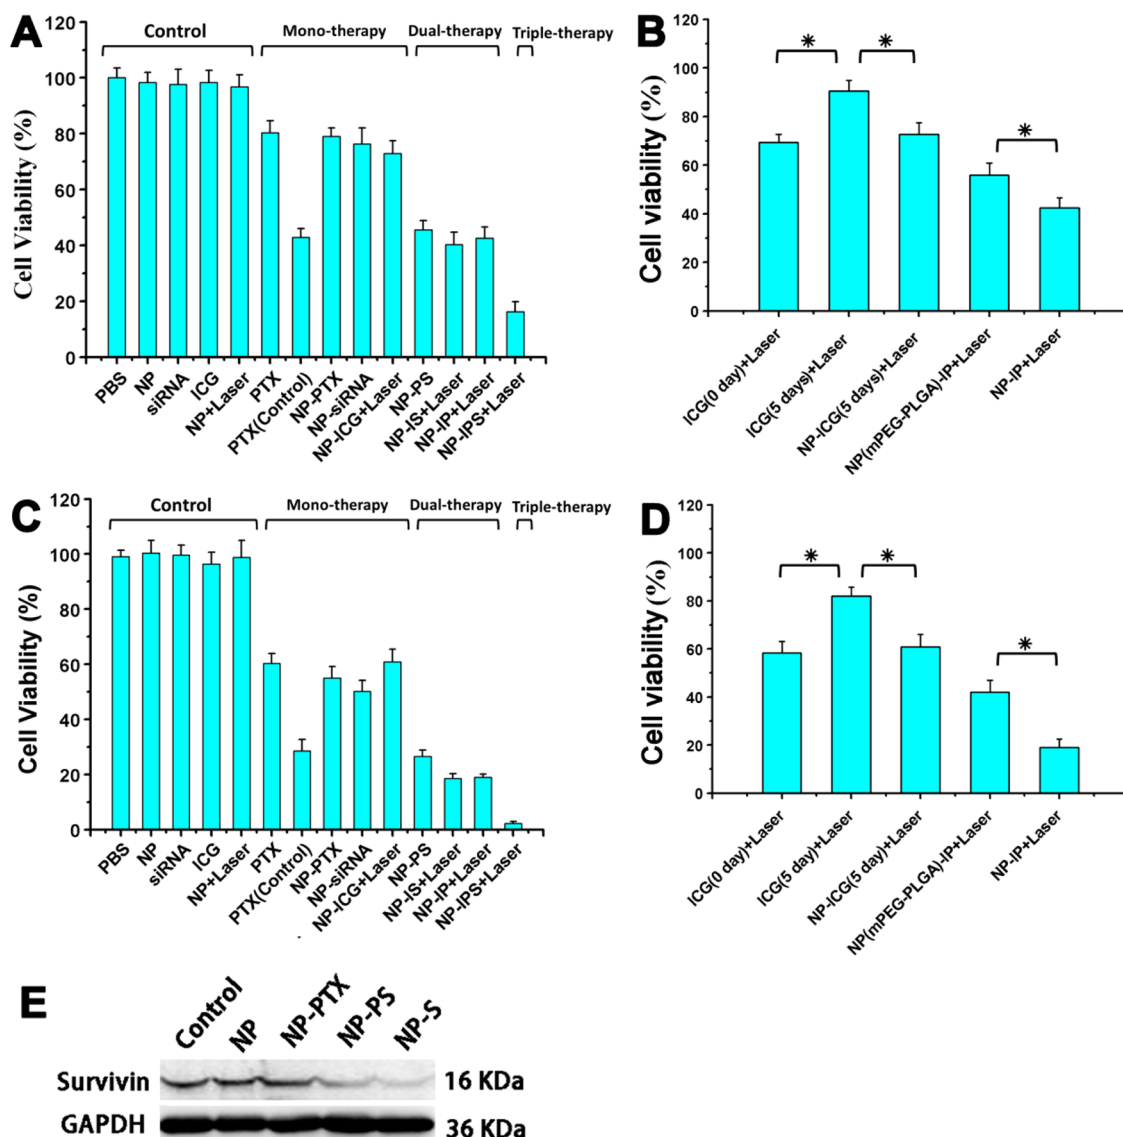 A
Cell Viability (%)
120
100
80
60
40
20
0
Control
Mono-therapy
Dual-therapy
Triple-therapy
PBS
NP
siRNA
ICG
NP+Laser
PTX
PTX(Control)
NP-PTX
NP-siRNA
NP-ICG+Laser
NP-PS
NP-IS+Laser
NP-IP+Laser
NP-IPS+Laser
B
Cell viability (%)
120
100
80
60
40
20
0
*
*
*
ICG(0 day)+Laser
ICG(5 days)+Laser
NP-ICG(5 days)+Laser
NP(mPEG-PLGA)-IP+Laser
NP-IP+Laser
C
Cell Viability (%)
120
100
80
60
40
20
0
Control
Mono-therapy
Dual-therapy
Triple-therapy
PBS
NP
siRNA
ICG
NP+Laser
PTX
PTX(Control)
NP-PTX
NP-siRNA
NP-ICG+Laser
NP-PS
NP-IS+Laser
NP-IP+Laser
NP-IPS+Laser
D
Cell viability (%)
120
100
80
60
40
20
0
*
*
*
ICG(0 day)+Laser
ICG(5 day)+Laser
NP-ICG(5 day)+Laser
NP(mPEG-PLGA)-IP+Laser
NP-IP+Laser
E
Control
NP
NP-PTX
NP-PS
NP-S
Survivin
16 KDa
GAPDH
36 KDa